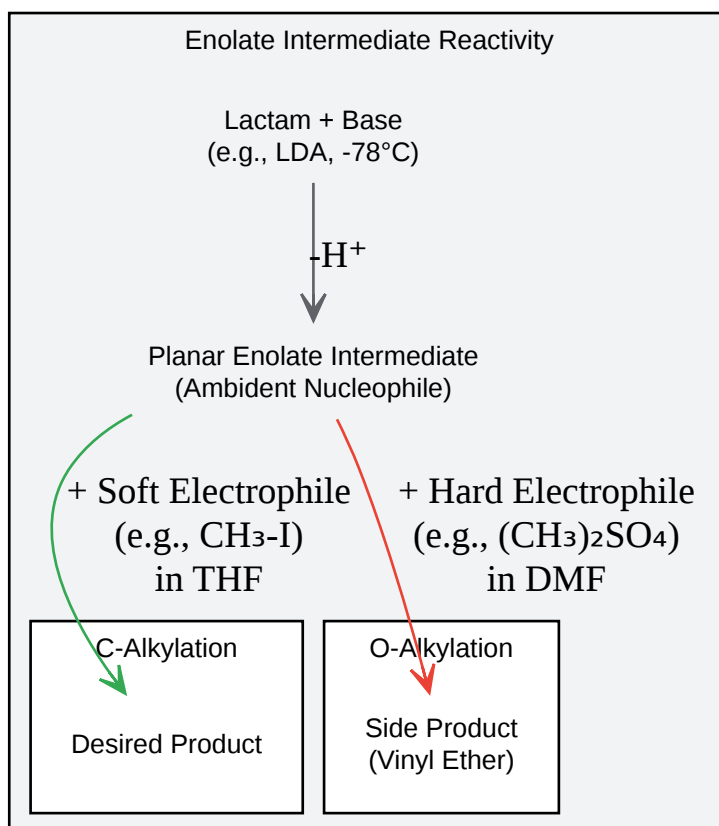 Enolate Intermediate Reactivity
Lactam + Base
(e.g., LDA, -78°C)
-H⁺
Planar Enolate Intermediate
(Ambident Nucleophile)
+ Soft Electrophile
(e.g., CH₃-I)
in THF
+ Hard Electrophile
(e.g., (CH₃)₂SO₄)
in DMF
C-Alkylation
Desired Product
O-Alkylation
Side Product
(Vinyl Ether)